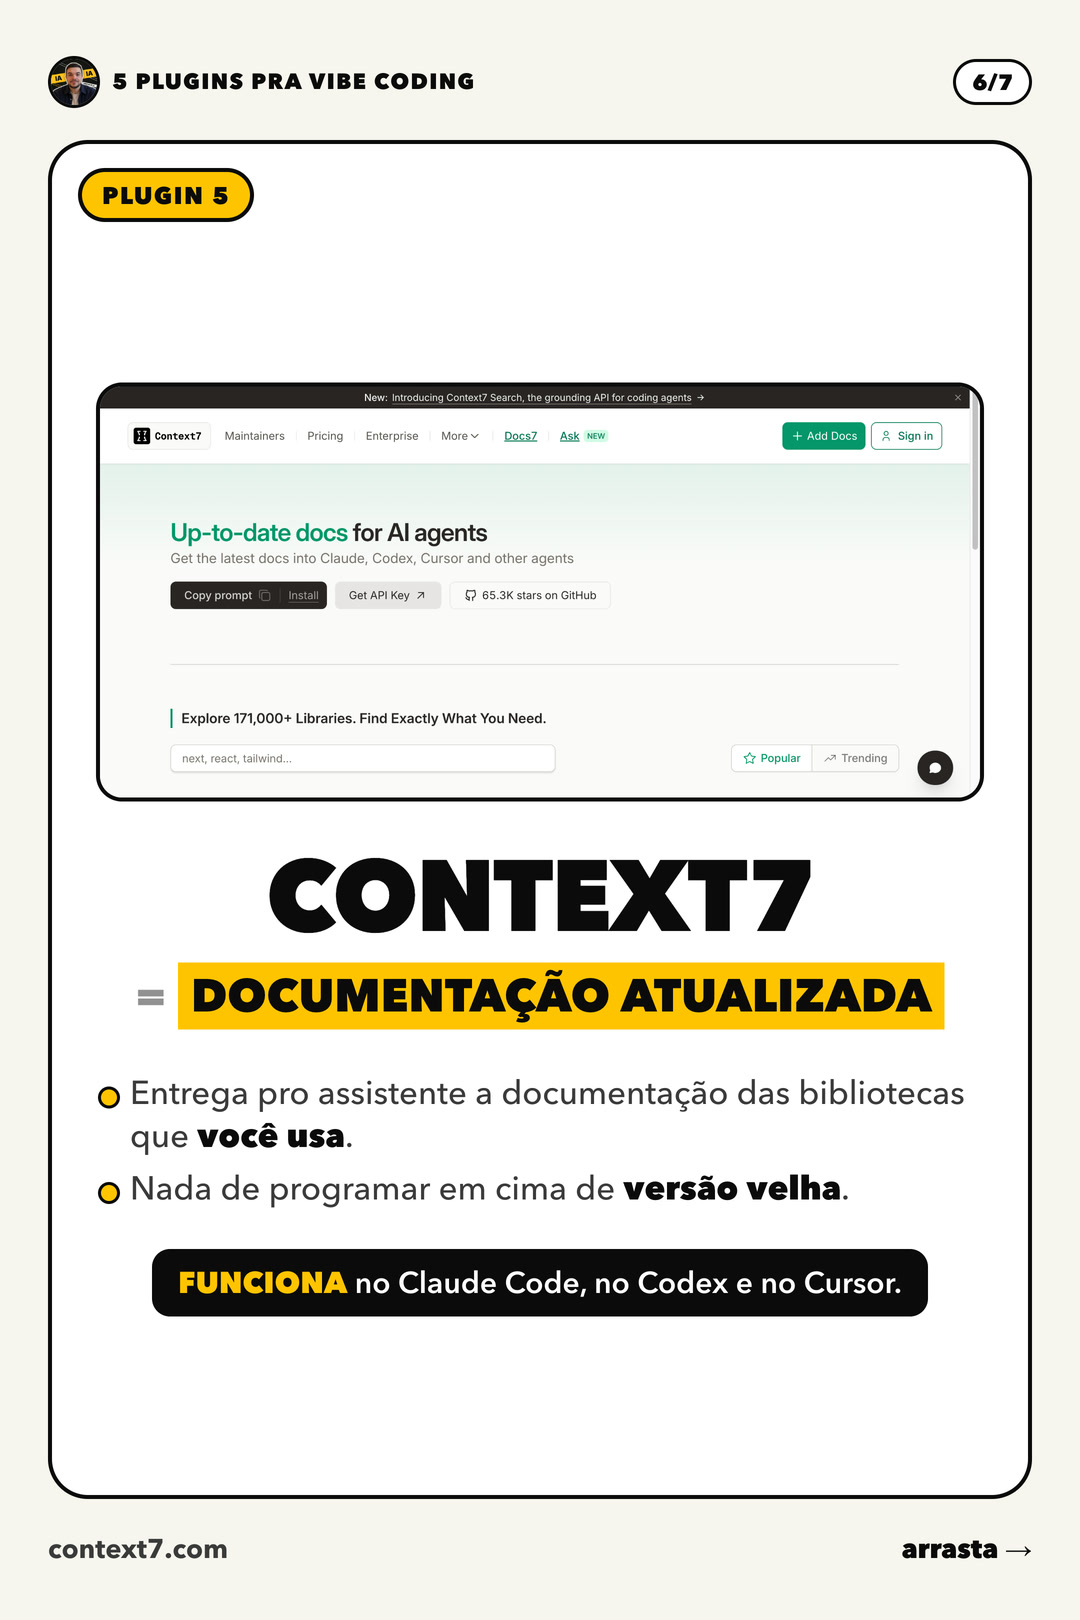 IA IA
5 PLUGINS PRA VIBE CODING
6/7
PLUGIN 5
New: Introducing Context7 Search, the grounding API for coding agents →
Context7 Maintainers Pricing Enterprise More Docs7 Ask NEW + Add Docs Sign in
Up-to-date docs for AI agents
Get the latest docs into Claude, Codex, Cursor and other agents
Copy prompt Install Get API Key ↗ 65.3K stars on GitHub
Explore 171,000+ Libraries. Find Exactly What You Need.
next, react, tailwind... Popular Trending
CONTEXT7
= DOCUMENTAÇÃO ATUALIZADA
Entrega pro assistente a documentação das bibliotecas
que você usa.
Nada de programar em cima de versão velha.
FUNCIONA no Claude Code, no Codex e no Cursor.
context7.com
arrasta →